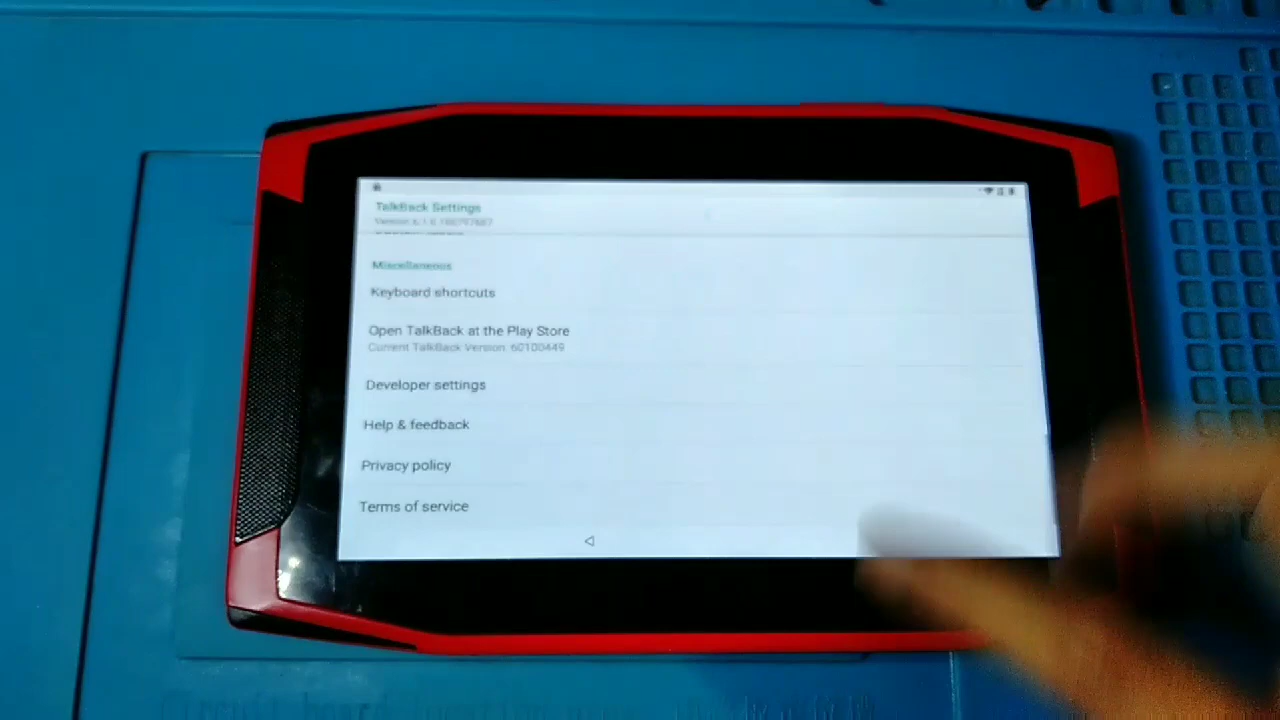 TalkBack Settings
Miscellaneous
Keyboard shortcuts
Open TalkBack at the Play Store
Current TalkBack Version: 60100449
Developer settings
Help & feedback
Privacy policy
Terms of service